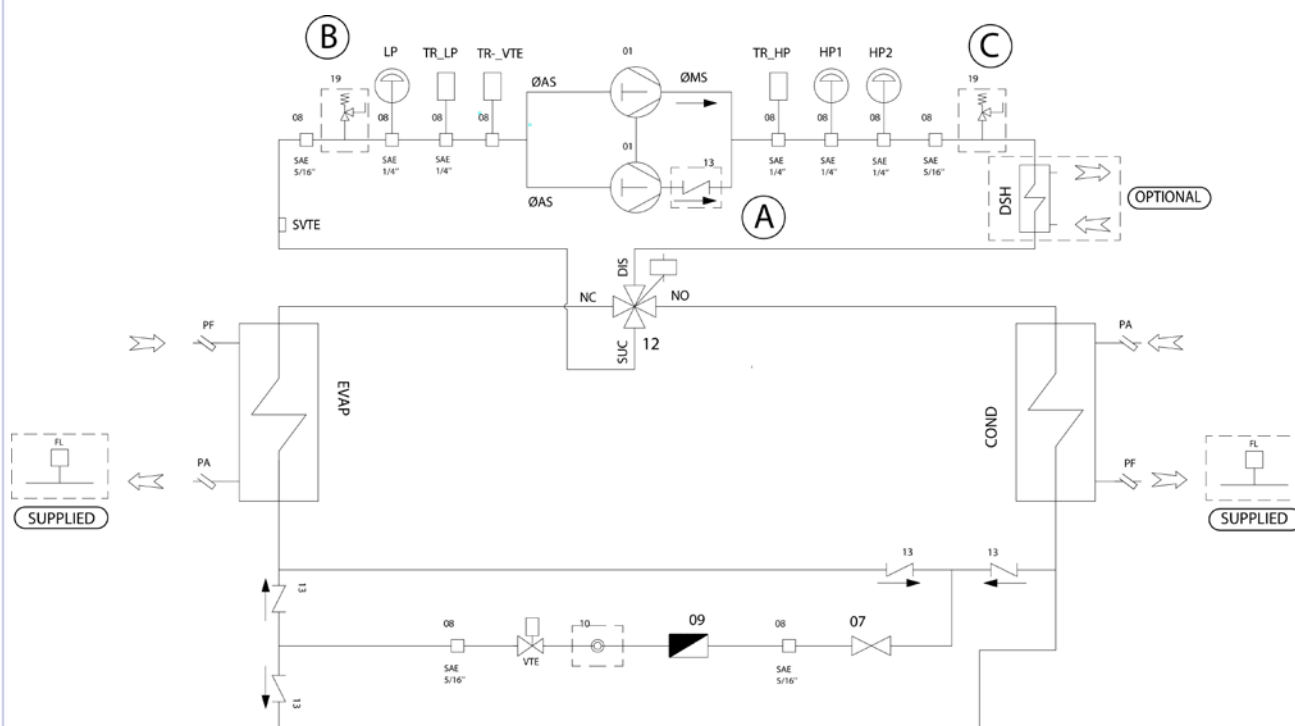 B
LP
TR_LP
TR-_VTE
01
TR_HP
HP1
HP2
C
19
ØAS
ØMS
19
08
08
08
08
08
08
08
08
SAE
5/16"
SAE
1/4"
SAE
1/4"
01
13
SAE
1/4"
SAE
1/4"
SAE
1/4"
SAE
5/16"
ØAS
A
DSH
OPTIONAL
SVTE
DIS
NC
NO
SUC
12
PF
PA
EVAP
COND
FL
PA
PF
FL
SUPPLIED
SUPPLIED
13
13
13
08
10
09
08
07
SAE
5/16"
VTE
SAE
5/16"
13